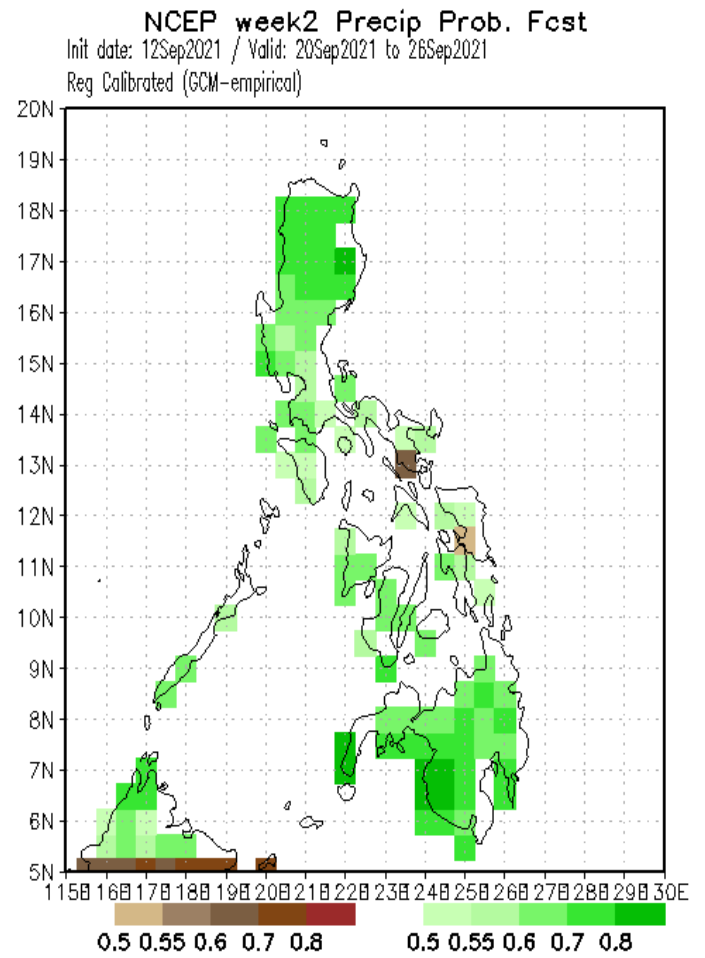 NCEP week2 Precip Prob. Fcst
Init date: 12Sep2021 / Valid: 20Sep2021 to 26Sep2021
Reg Calibrated (GCM-empirical)
20N
19N
18N
17N
16N
15N
14N
13N
12N
11N
10N
9N
8N
7N
6N
5N
115E 116E 117E 118E 119E 120E 121E 122E 123E 124E 125E 126E 127E 128E 129E 130E
0.5 0.55 0.6 0.7 0.8 0.5 0.55 0.6 0.7 0.8